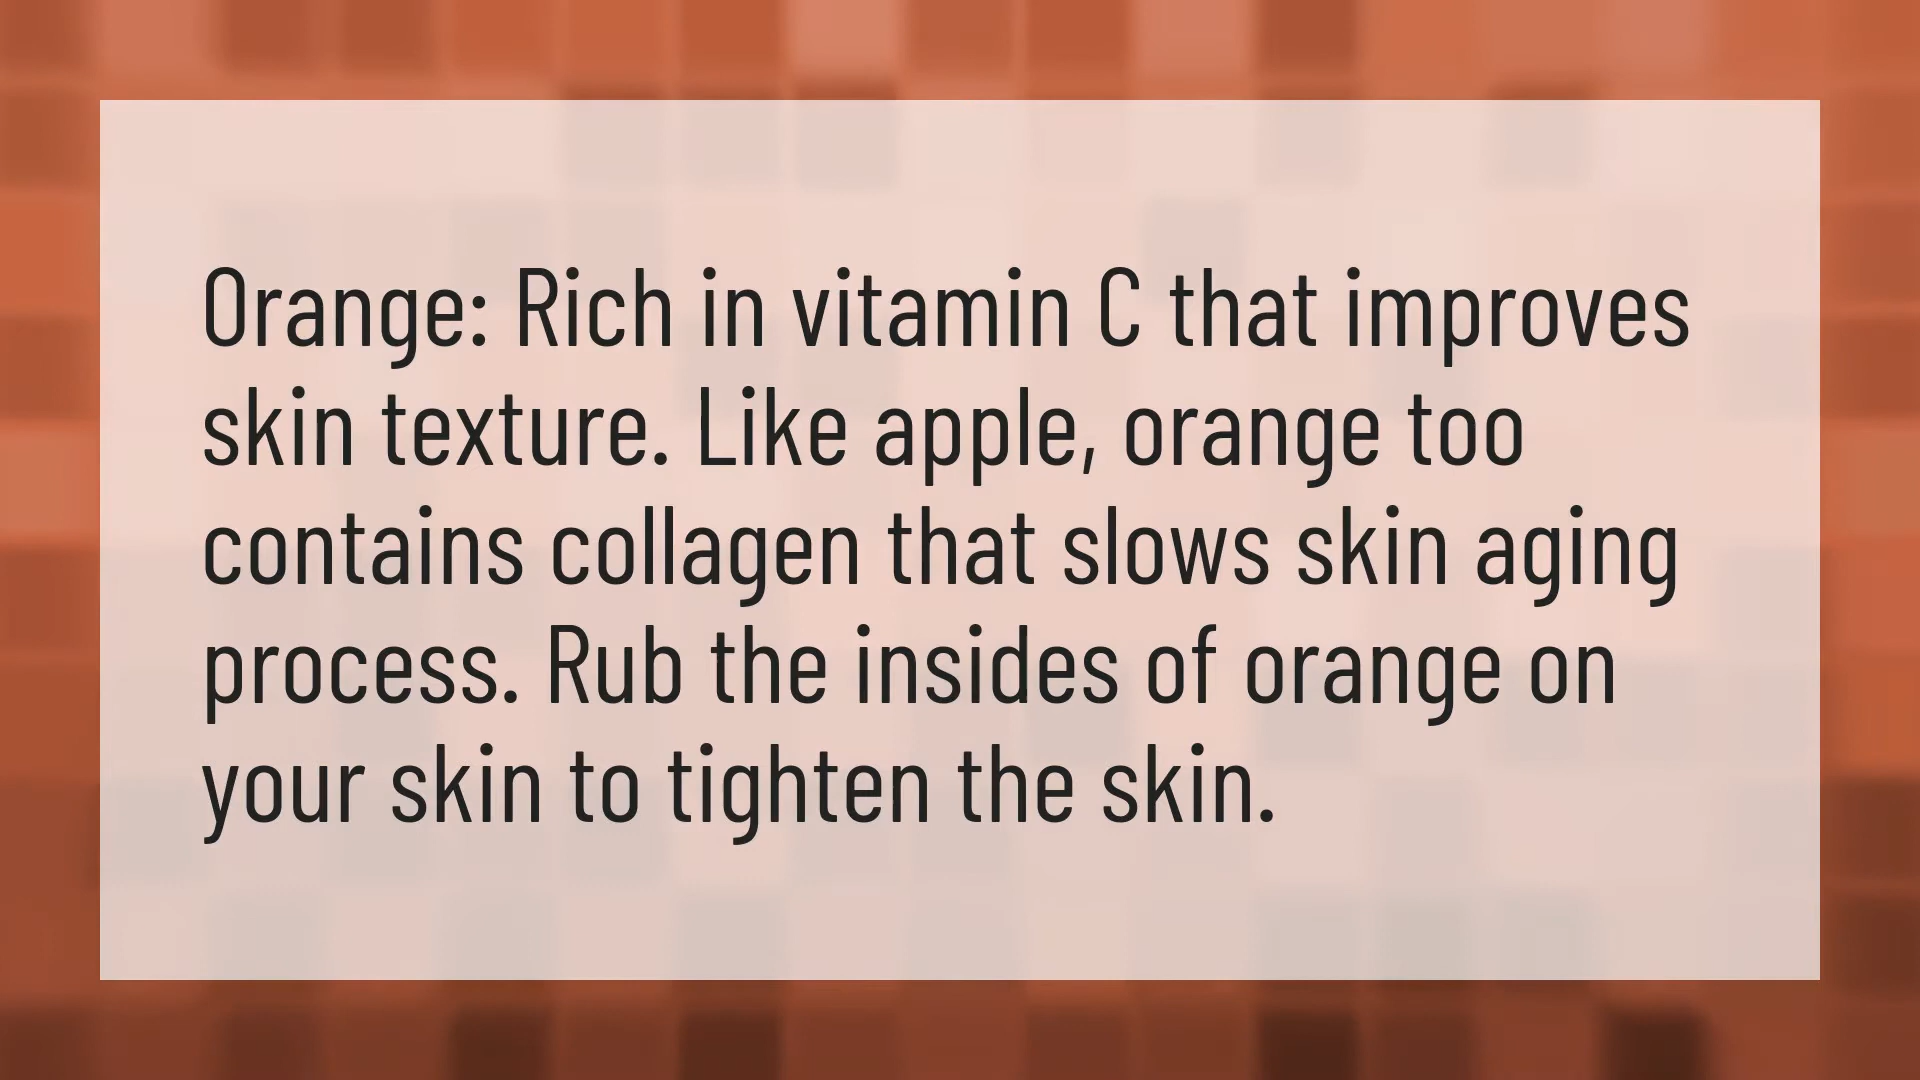 Orange: Rich in vitamin C that improves
skin texture. Like apple, orange too
contains collagen that slows skin aging
process. Rub the insides of orange on
your skin to tighten the skin.